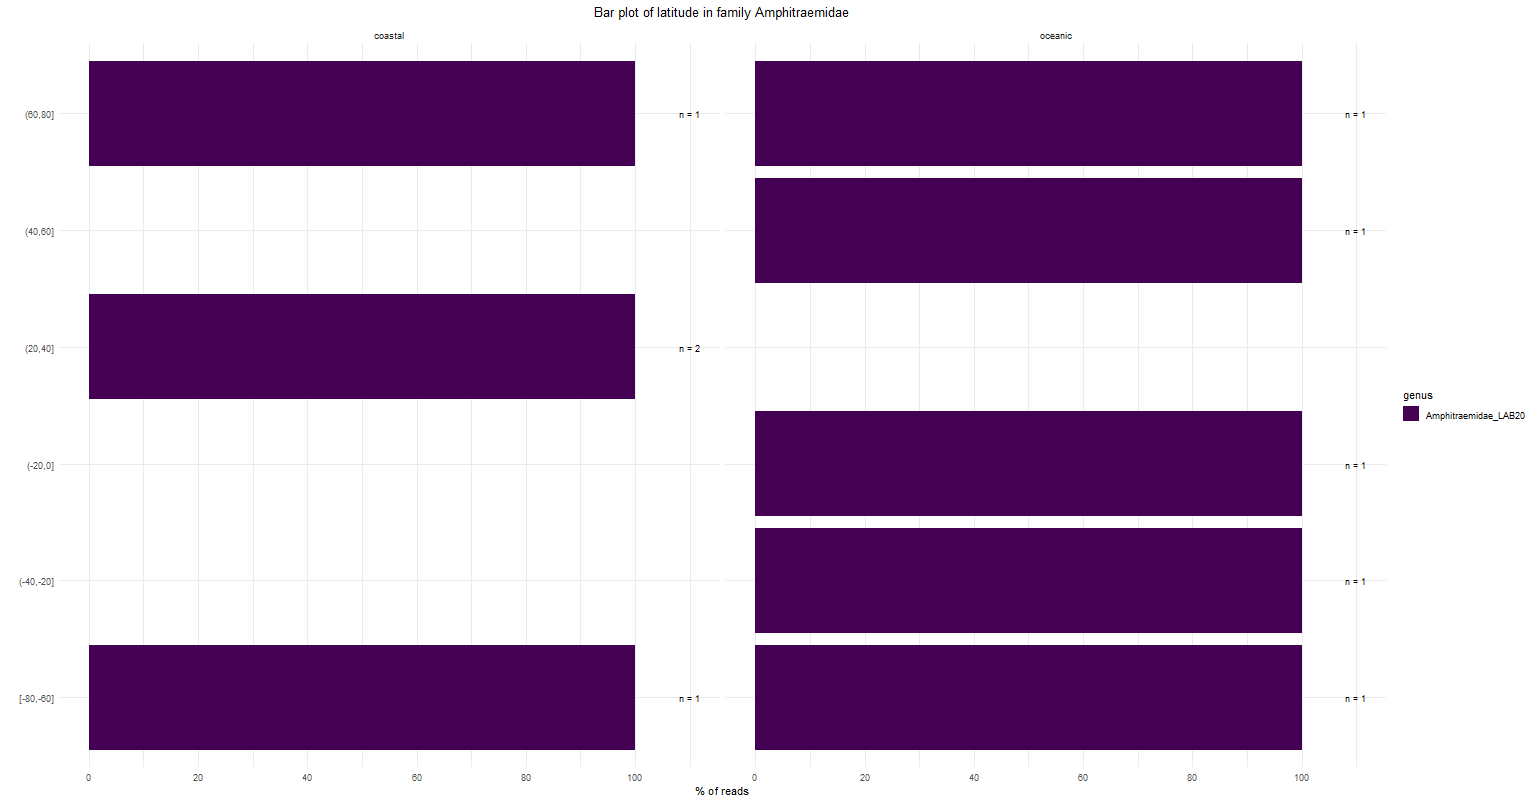 Bar plot of latitude in family Amphitraemidae
coastal
oceanic
(60,80]
n = 1
n = 1
(40,60]
n = 1
(20,40]
n = 2
genus
Amphitraemidae_LAB20
(-20,0]
n = 1
(-40,-20]
n = 1
[-80,-60]
n = 1
n = 1
0 20 40 60 80 100
0 20 40 60 80 100
% of reads